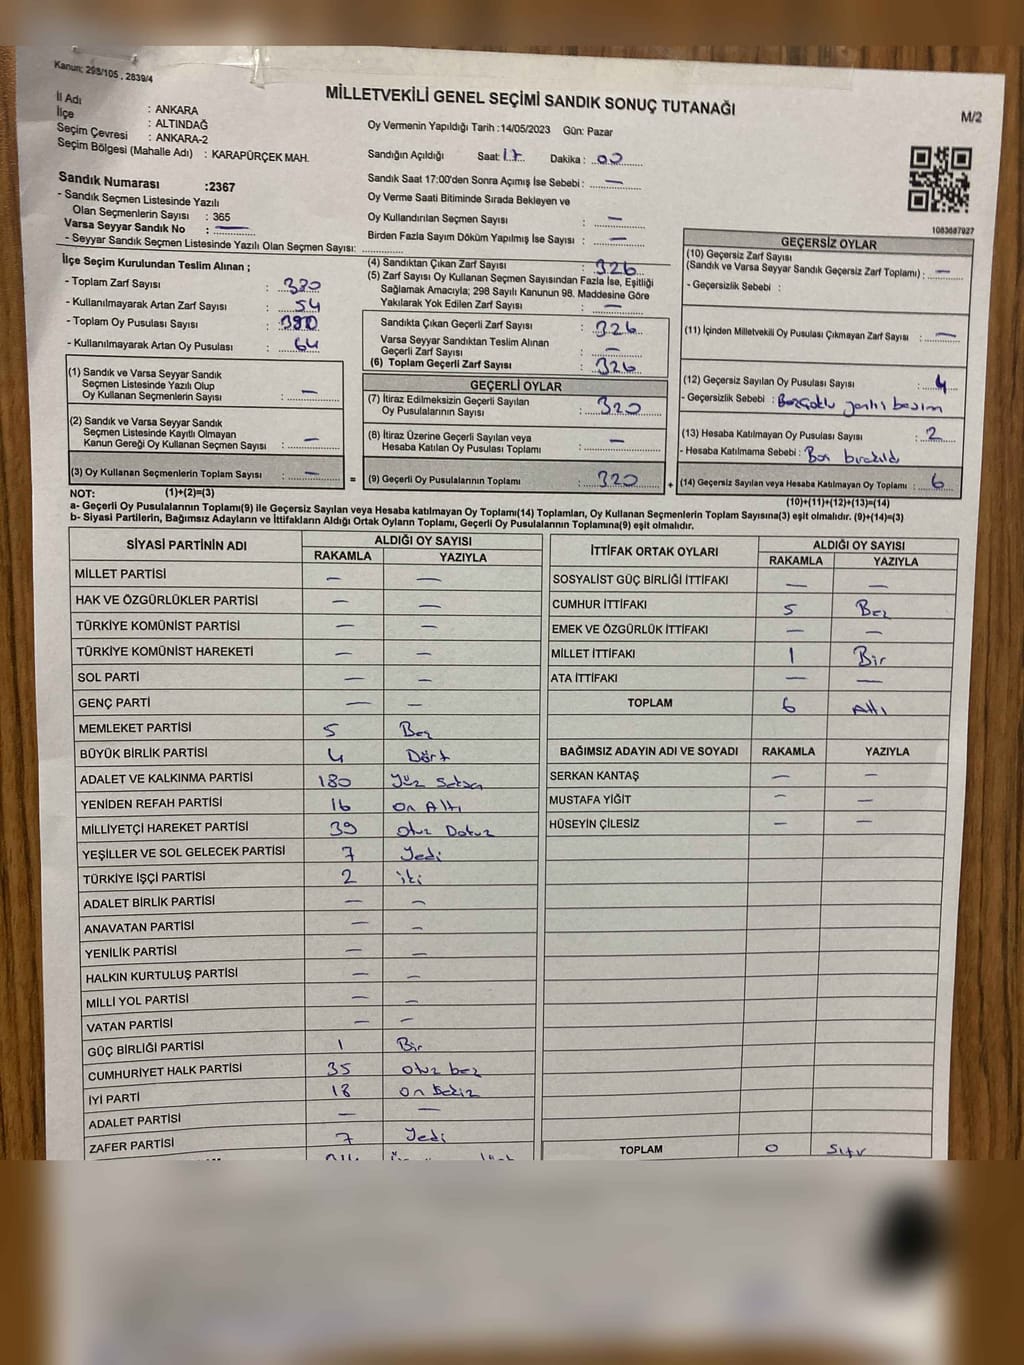 Kanun; 298/105 , 2839/4
MİLLETVEKİLİ GENEL SEÇİMİ SANDIK SONUÇ TUTANAĞI
M/2
İl Adı : ANKARA
İlçe : ALTINDAĞ
Seçim Çevresi : ANKARA-2
Seçim Bölgesi (Mahalle Adı) : KARAPÜRÇEK MAH.
Oy Vermenin Yapıldığı Tarih :14/05/2023 Gün: Pazar
Sandığın Açıldığı Saat: 17 Dakika : 00
Sandık Saat 17:00'den Sonra Açımış İse Sebebi : —
Oy Verme Saati Bitiminde Sırada Bekleyen ve
Oy Kullandırılan Seçmen Sayısı : —
Birden Fazla Sayım Döküm Yapılmış İse Sayısı : —
1083687927
Sandık Numarası :2367
- Sandık Seçmen Listesinde Yazılı
Olan Seçmenlerin Sayısı : 365
Varsa Seyyar Sandık No : —
- Seyyar Sandık Seçmen Listesinde Yazılı Olan Seçmen Sayısı:
İlçe Seçim Kurulundan Teslim Alınan ;
- Toplam Zarf Sayısı : 380
- Kullanılmayarak Artan Zarf Sayısı : 54
- Toplam Oy Pusulası Sayısı : 390
- Kullanılmayarak Artan Oy Pusulası : 64
(1) Sandık ve Varsa Seyyar Sandık
Seçmen Listesinde Yazılı Olup
Oy Kullanan Seçmenlerin Sayısı : —
(2) Sandık ve Varsa Seyyar Sandık
Seçmen Listesinde Kayıtlı Olmayan
Kanun Gereği Oy Kullanan Seçmen Sayısı : —
(3) Oy Kullanan Seçmenlerin Toplam Sayısı : —
(4) Sandıktan Çıkan Zarf Sayısı : 326
(5) Zarf Sayısı Oy Kullanan Seçmen Sayısından Fazla İse, Eşitliği
Sağlamak Amacıyla; 298 Sayılı Kanunun 98. Maddesine Göre
Yakılarak Yok Edilen Zarf Sayısı : —
Sandıkta Çıkan Geçerli Zarf Sayısı : 326
Varsa Seyyar Sandıktan Teslim Alınan
Geçerli Zarf Sayısı : —
(6) Toplam Geçerli Zarf Sayısı : 326
GEÇERLİ OYLAR
(7) İtiraz Edilmeksizin Geçerli Sayılan
Oy Pusulalarının Sayısı : 320
(8) İtiraz Üzerine Geçerli Sayılan veya
Hesaba Katılan Oy Pusulası Toplamı : —
= (9) Geçerli Oy Pusulalarının Toplamı : 320 +
GEÇERSİZ OYLAR
(10) Geçersiz Zarf Sayısı
(Sandık ve Varsa Seyyar Sandık Geçersiz Zarf Toplamı) : —
- Geçersizlik Sebebi :
(11) İçinden Milletvekili Oy Pusulası Çıkmayan Zarf Sayısı : —
(12) Geçersiz Sayılan Oy Pusulası Sayısı : 4
- Geçersizlik Sebebi : yanlış basım
(13) Hesaba Katılmayan Oy Pusulası Sayısı : 2
- Hesaba Katılmama Sebebi : Boş bırakıldı
(14) Geçersiz Sayılan veya Hesaba Katılmayan Oy Toplamı : 6
NOT: (1)+(2)=(3)
(10)+(11)+(12)+(13)=(14)
a- Geçerli Oy Pusulalarının Toplamı(9) ile Geçersiz Sayılan veya Hesaba katılmayan Oy Toplamı(14) Toplamları, Oy Kullanan Seçmenlerin Toplam Sayısına(3) eşit olmalıdır. (9)+(14)=(3)
b- Siyasi Partilerin, Bağımsız Adayların ve İttifakların Aldığı Ortak Oyların Toplamı, Geçerli Oy Pusulalarının Toplamına(9) eşit olmalıdır.
SİYASİ PARTİNİN ADI ALDIĞI OY SAYISI
RAKAMLA YAZIYLA
MİLLET PARTİSİ — —
HAK VE ÖZGÜRLÜKLER PARTİSİ — —
TÜRKİYE KOMÜNİST PARTİSİ — —
TÜRKİYE KOMÜNİST HAREKETİ — —
SOL PARTİ — —
GENÇ PARTİ — —
MEMLEKET PARTİSİ 5 Beş
BÜYÜK BİRLİK PARTİSİ 4 Dört
ADALET VE KALKINMA PARTİSİ 180 Yüz Seksen
YENİDEN REFAH PARTİSİ 16 On Altı
MİLLİYETÇİ HAREKET PARTİSİ 39 Otuz Dokuz
YEŞİLLER VE SOL GELECEK PARTİSİ 7 Yedi
TÜRKİYE İŞÇİ PARTİSİ 2 iki
ADALET BİRLİK PARTİSİ — —
ANAVATAN PARTİSİ — —
YENİLİK PARTİSİ — —
HALKIN KURTULUŞ PARTİSİ — —
MİLLİ YOL PARTİSİ — —
VATAN PARTİSİ — —
GÜÇ BİRLİĞİ PARTİSİ 1 Bir
CUMHURİYET HALK PARTİSİ 35 otuz beş
İYİ PARTİ 18 on sekiz
ADALET PARTİSİ — —
ZAFER PARTİSİ 7 Yedi
İTTİFAK ORTAK OYLARI ALDIĞI OY SAYISI
RAKAMLA YAZIYLA
SOSYALİST GÜÇ BİRLİĞİ İTTİFAKI — —
CUMHUR İTTİFAKI 5 Beş
EMEK VE ÖZGÜRLÜK İTTİFAKI — —
MİLLET İTTİFAKI 1 Bir
ATA İTTİFAKI — —
TOPLAM 6 Altı
BAĞIMSIZ ADAYIN ADI VE SOYADI RAKAMLA YAZIYLA
SERKAN KANTAŞ — —
MUSTAFA YİĞİT — —
HÜSEYİN ÇİLESİZ — —
TOPLAM 0 Sıfır